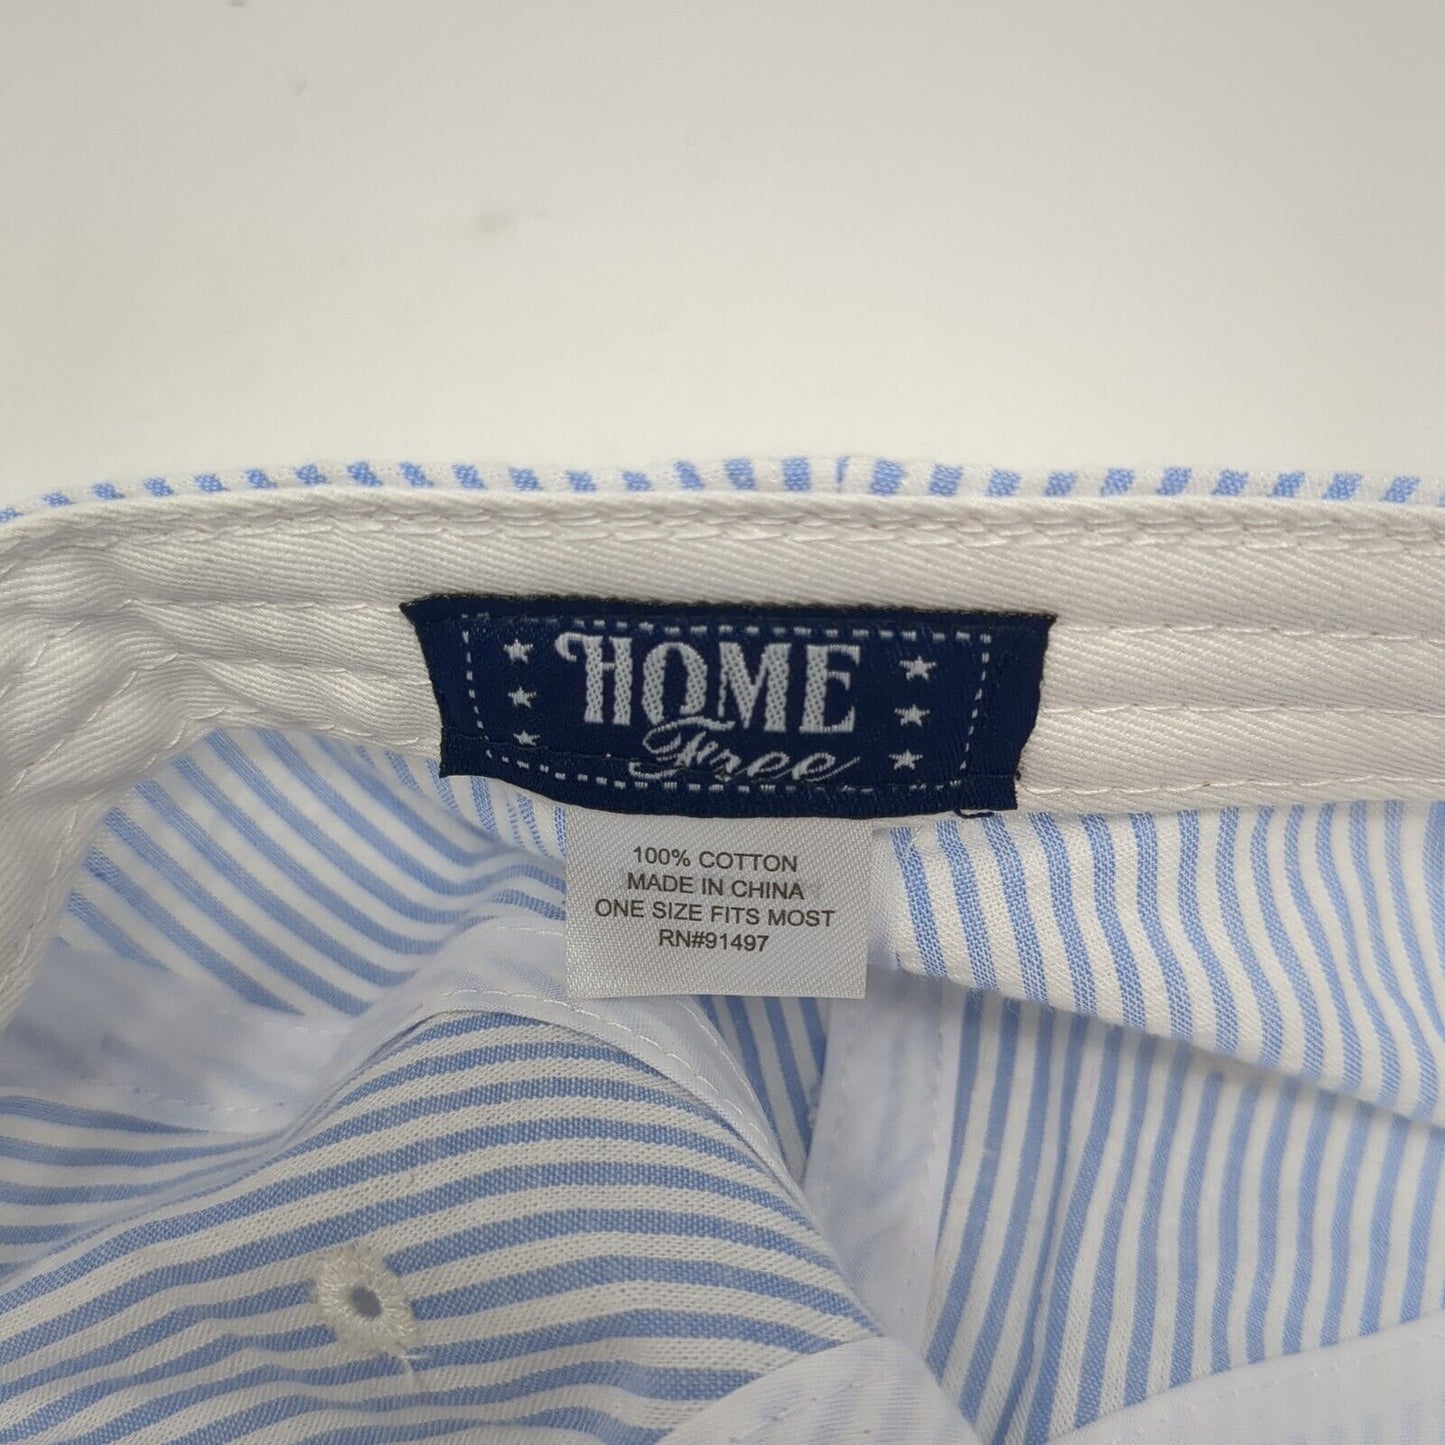 HOME
Free
100% COTTON
MADE IN CHINA
ONE SIZE FITS MOST
RN#91497